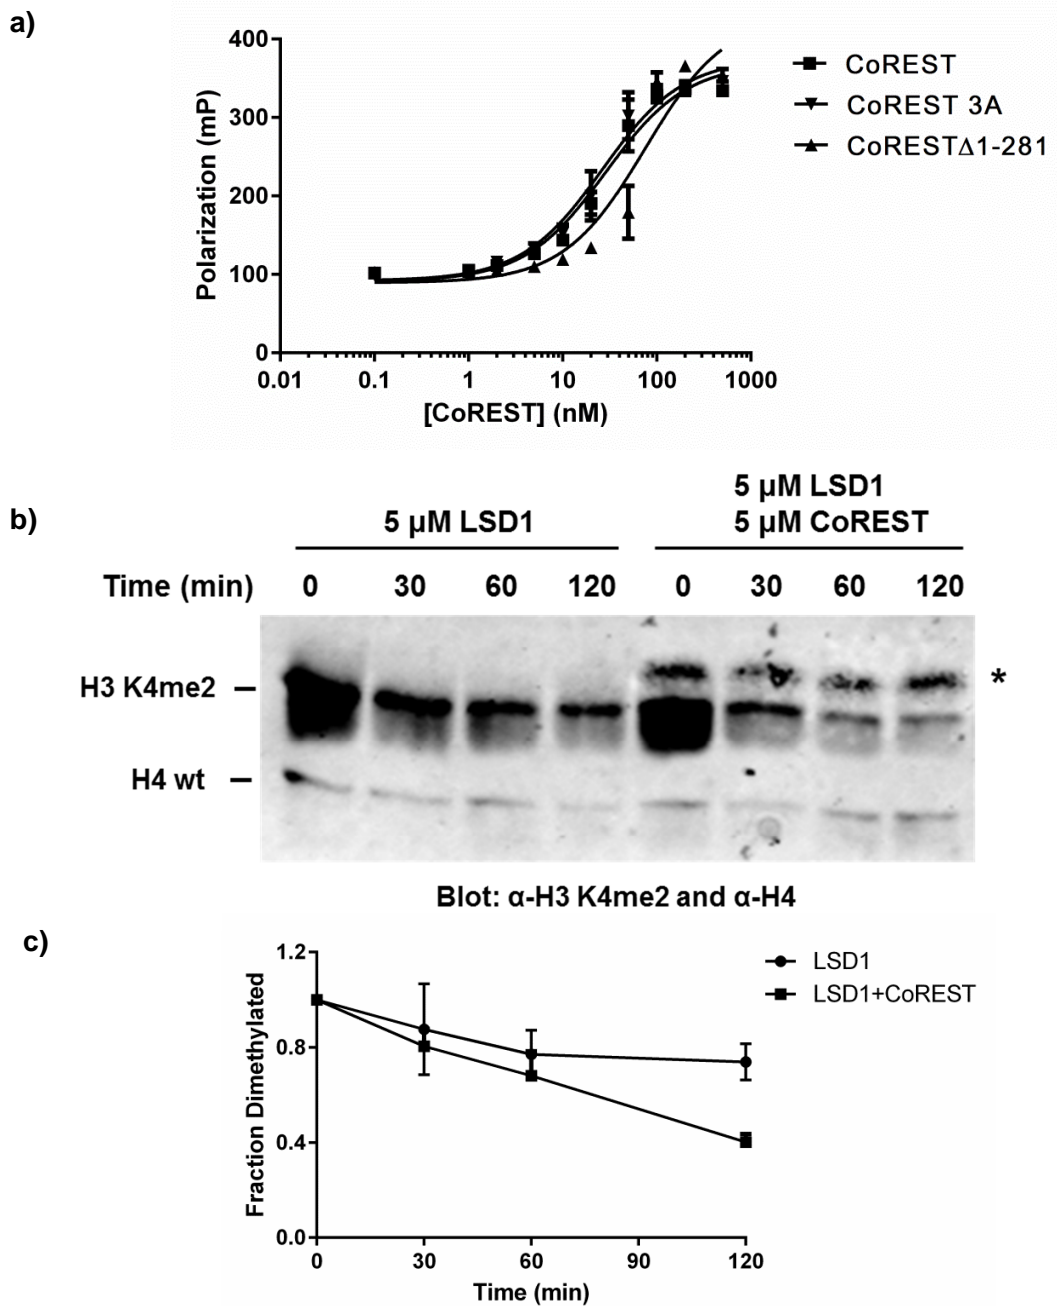 a)
400
300
200
100
0
Polarization (mP)
0.01 0.1 1 10 100 1000
[CoREST] (nM)
CoREST
CoREST 3A
CoRESTΔ1-281
b)
5 µM LSD1
5 µM LSD1
5 µM CoREST
Time (min) 0 30 60 120 0 30 60 120
H3 K4me2
*
H4 wt
Blot: α-H3 K4me2 and α-H4
c)
1.2
0.8
0.4
0.0
Fraction Dimethylated
0 30 60 90 120
Time (min)
LSD1
LSD1+CoREST